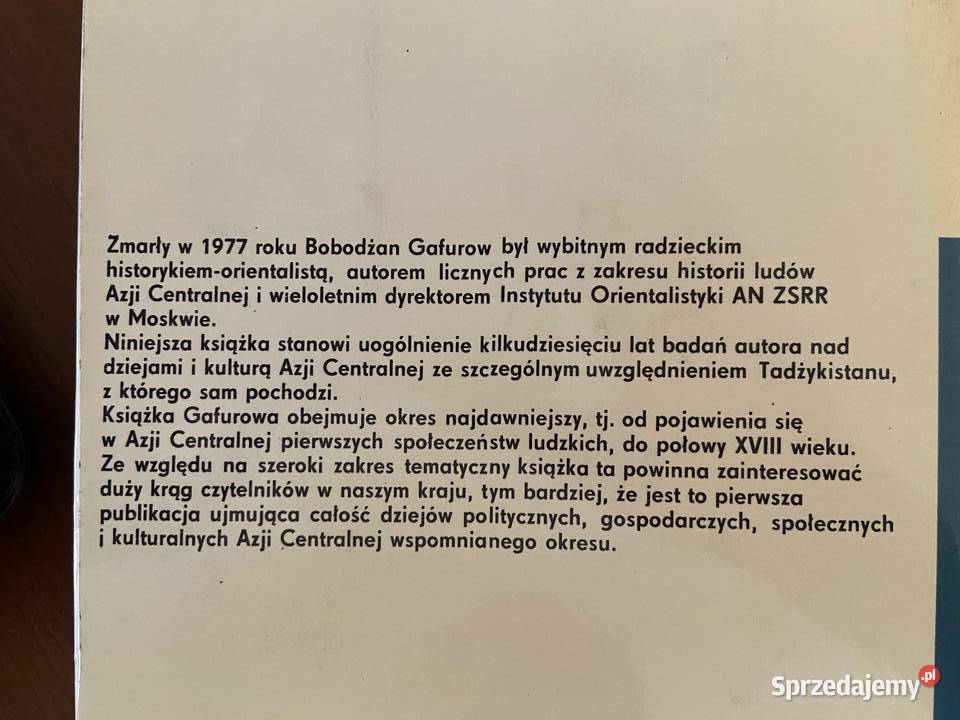 Zmarły w 1977 roku Bobodżan Gafurow był wybitnym radzieckim
historykiem-orientalistą, autorem licznych prac z zakresu historii ludów
Azji Centralnej i wieloletnim dyrektorem Instytutu Orientalistyki AN ZSRR
w Moskwie.
Niniejsza książka stanowi uogólnienie kilkudziesięciu lat badań autora nad
dziejami i kulturą Azji Centralnej ze szczególnym uwzględnieniem Tadżykistanu,
z którego sam pochodzi.
Książka Gafurowa obejmuje okres najdawniejszy, tj. od pojawienia się
w Azji Centralnej pierwszych społeczeństw ludzkich, do połowy XVIII wieku.
Ze względu na szeroki zakres tematyczny książka ta powinna zainteresować
duży krąg czytelników w naszym kraju, tym bardziej, że jest to pierwsza
publikacja ujmująca całość dziejów politycznych, gospodarczych, społecznych
i kulturalnych Azji Centralnej wspomnianego okresu.
Sprzedajemy.pl